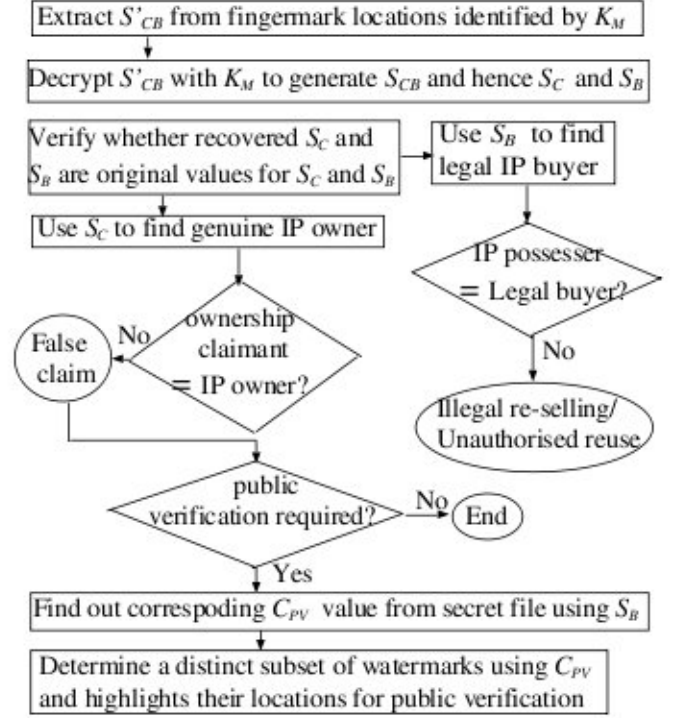 Extract S'CB from fingermark locations identified by KM
Decrypt S'CB with KM to generate SCB and hence SC and SB
Verify whether recovered SC and
SB are original values for SC and SB
Use SB to find
legal IP buyer
Use SC to find genuine IP owner
IP possesser
= Legal buyer?
No
Illegal re-selling/
Unauthorised reuse
ownership
claimant
= IP owner?
No
False
claim
public
verification required?
No
End
Yes
Find out correspoding CPV value from secret file using SB
Determine a distinct subset of watermarks using CPV
and highlights their locations for public verification